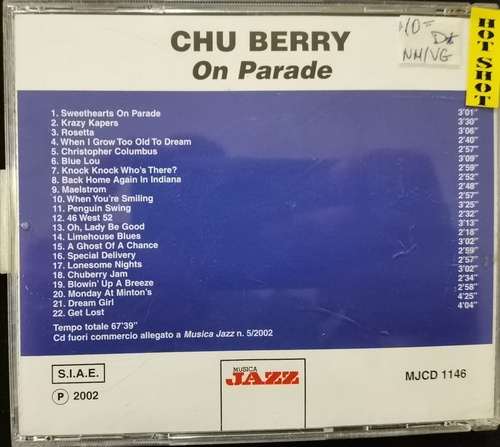 CHU BERRY
On Parade
10=
D*
NM/VG
HOT SHOT
1. Sweethearts On Parade 3'01"
2. Krazy Kapers 3'30"
3. Rosetta 3'06"
4. When I Grow Too Old To Dream 2'40"
5. Christopher Columbus 2'57"
6. Blue Lou 3'09"
7. Knock Knock Who's There? 2'59"
8. Back Home Again In Indiana 2'52"
9. Maelstrom 2'48"
10. When You're Smiling 2'57"
11. Penguin Swing 3'25"
12. 46 West 52 2'32"
13. Oh, Lady Be Good 3'13"
14. Limehouse Blues 2'18"
15. A Ghost Of A Chance 3'02"
16. Special Delivery 2'59"
17. Lonesome Nights 2'57"
18. Chuberry Jam 3'02"
19. Blowin' Up A Breeze 2'34"
20. Monday At Minton's 2'58"
21. Dream Girl 4'25"
22. Get Lost 4'04"
Tempo totale 67'39"
Cd fuori commercio allegato a Musica Jazz n. 5/2002
S.I.A.E.
℗ 2002
MUSICA
JAZZ
MJCD 1146